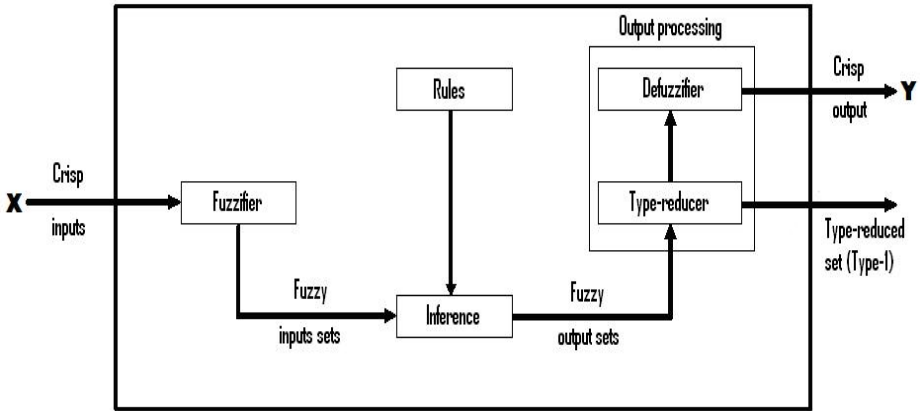 Output processing
Rules
Defuzzifier
Crisp
output
Y
X
Crisp
inputs
Fuzzifier
Type-reducer
Type-reduced
set (Type-1)
Fuzzy
inputs sets
Inference
Fuzzy
output sets